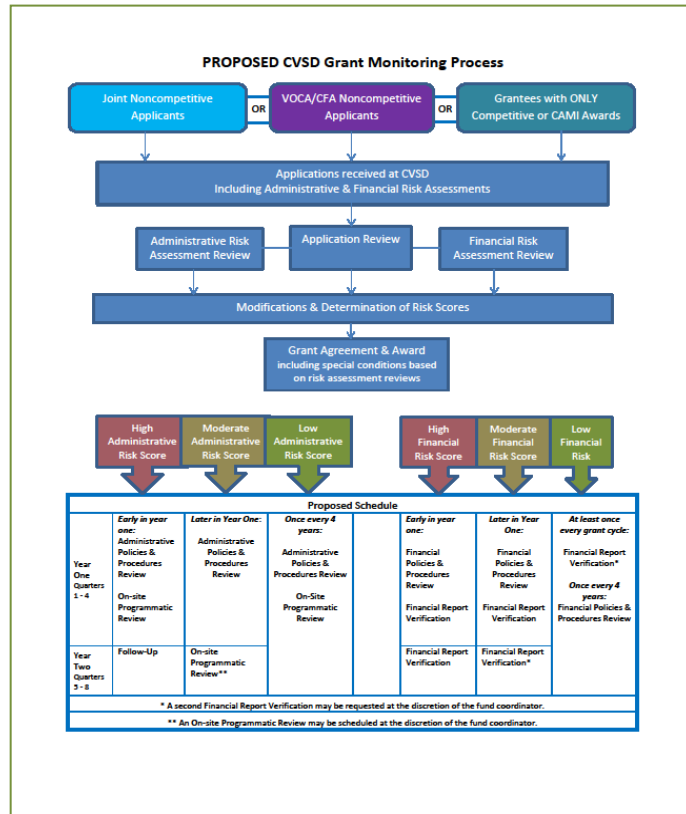 PROPOSED CVSD Grant Monitoring Process
Joint Noncompetitive
Applicants
OR
VOCA/CFA Noncompetitive
Applicants
OR
Grantees with ONLY
Competitive or CAMI Awards
Applications received at CVSD
Including Administrative & Financial Risk Assessments
Administrative Risk
Assessment Review
Application Review
Financial Risk
Assessment Review
Modifications & Determination of Risk Scores
Grant Agreement & Award
including special conditions based
on risk assessment reviews
High
Administrative
Risk Score
Moderate
Administrative
Risk Score
Low
Administrative
Risk Score
High
Financial
Risk Score
Moderate
Financial Risk
Score
Low
Financial
Risk
Proposed Schedule
Year
One
Quarters
1 - 4
Early in year
one:
Administrative
Policies &
Procedures
Review
On-site
Programmatic
Review
Later in Year One:
Administrative
Policies &
Procedures
Review
Once every 4
years:
Administrative
Policies &
Procedures Review
On-Site
Programmatic
Review
Early in year
one:
Financial
Policies &
Procedures
Review
Financial Report
Verification
Later in Year
One:
Financial
Policies &
Procedures
Review
Financial Report
Verification
At least once
every grant cycle:
Financial Report
Verification*
Once every 4
years:
Financial Policies &
Procedures Review
Year
Two
Quarters
5 - 8
Follow-Up
On-site
Programmatic
Review**
Financial Report
Verification
Financial Report
Verification*
* A second Financial Report Verification may be requested at the discretion of the fund coordinator.
** An On-site Programmatic Review may be scheduled at the discretion of the fund coordinator.